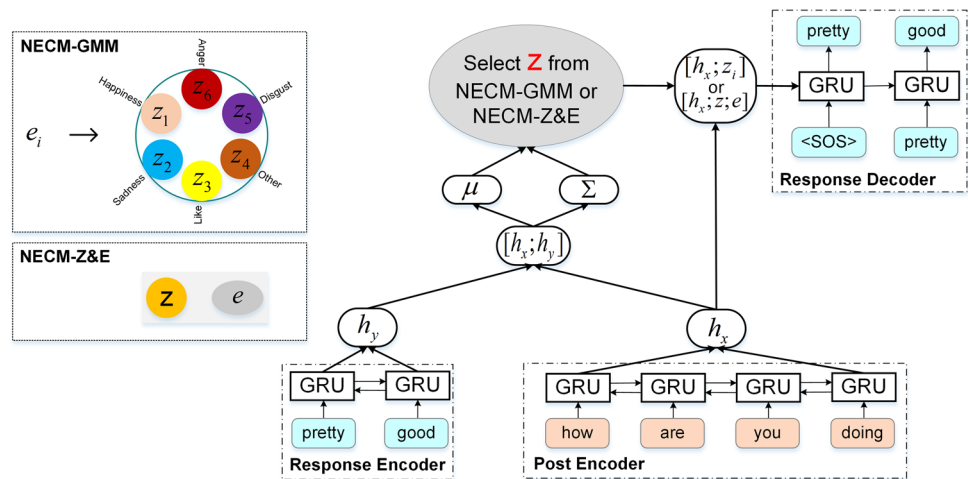 NECM-GMM
e_i →
Anger
Happiness
Disgust
Sadness
Other
Like
z_6
z_1
z_5
z_2
z_4
z_3
NECM-Z&E
z
e
Select z from
NECM-GMM or
NECM-Z&E
μ
Σ
[h_x;h_y]
h_y
h_x
[h_x;z_i]
or
[h_x;z;e]
pretty
good
GRU
GRU
<SOS>
pretty
Response Decoder
GRU
GRU
pretty
good
Response Encoder
GRU
GRU
GRU
GRU
how
are
you
doing
Post Encoder